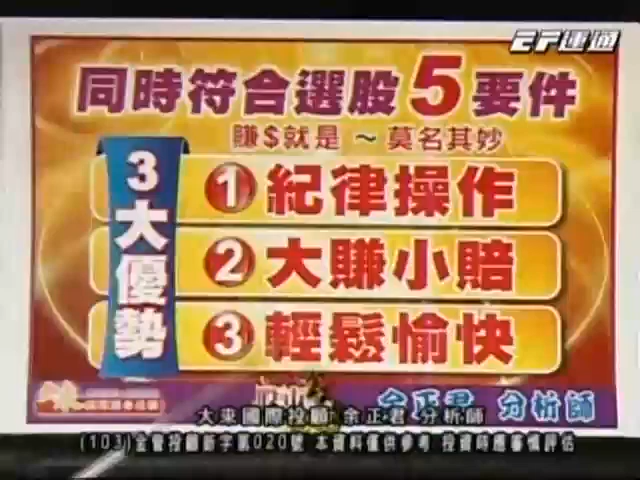 EF運通
同時符合選股5要件
賺$就是 ~ 莫名其妙
3大優勢
1 紀律操作
2 大賺小賠
3 輕鬆愉快
余正君 分析師
大來國際投顧 余正君 分析師
(103)金管投顧新字第020號 本資料僅供參考 投資時應審慎評估